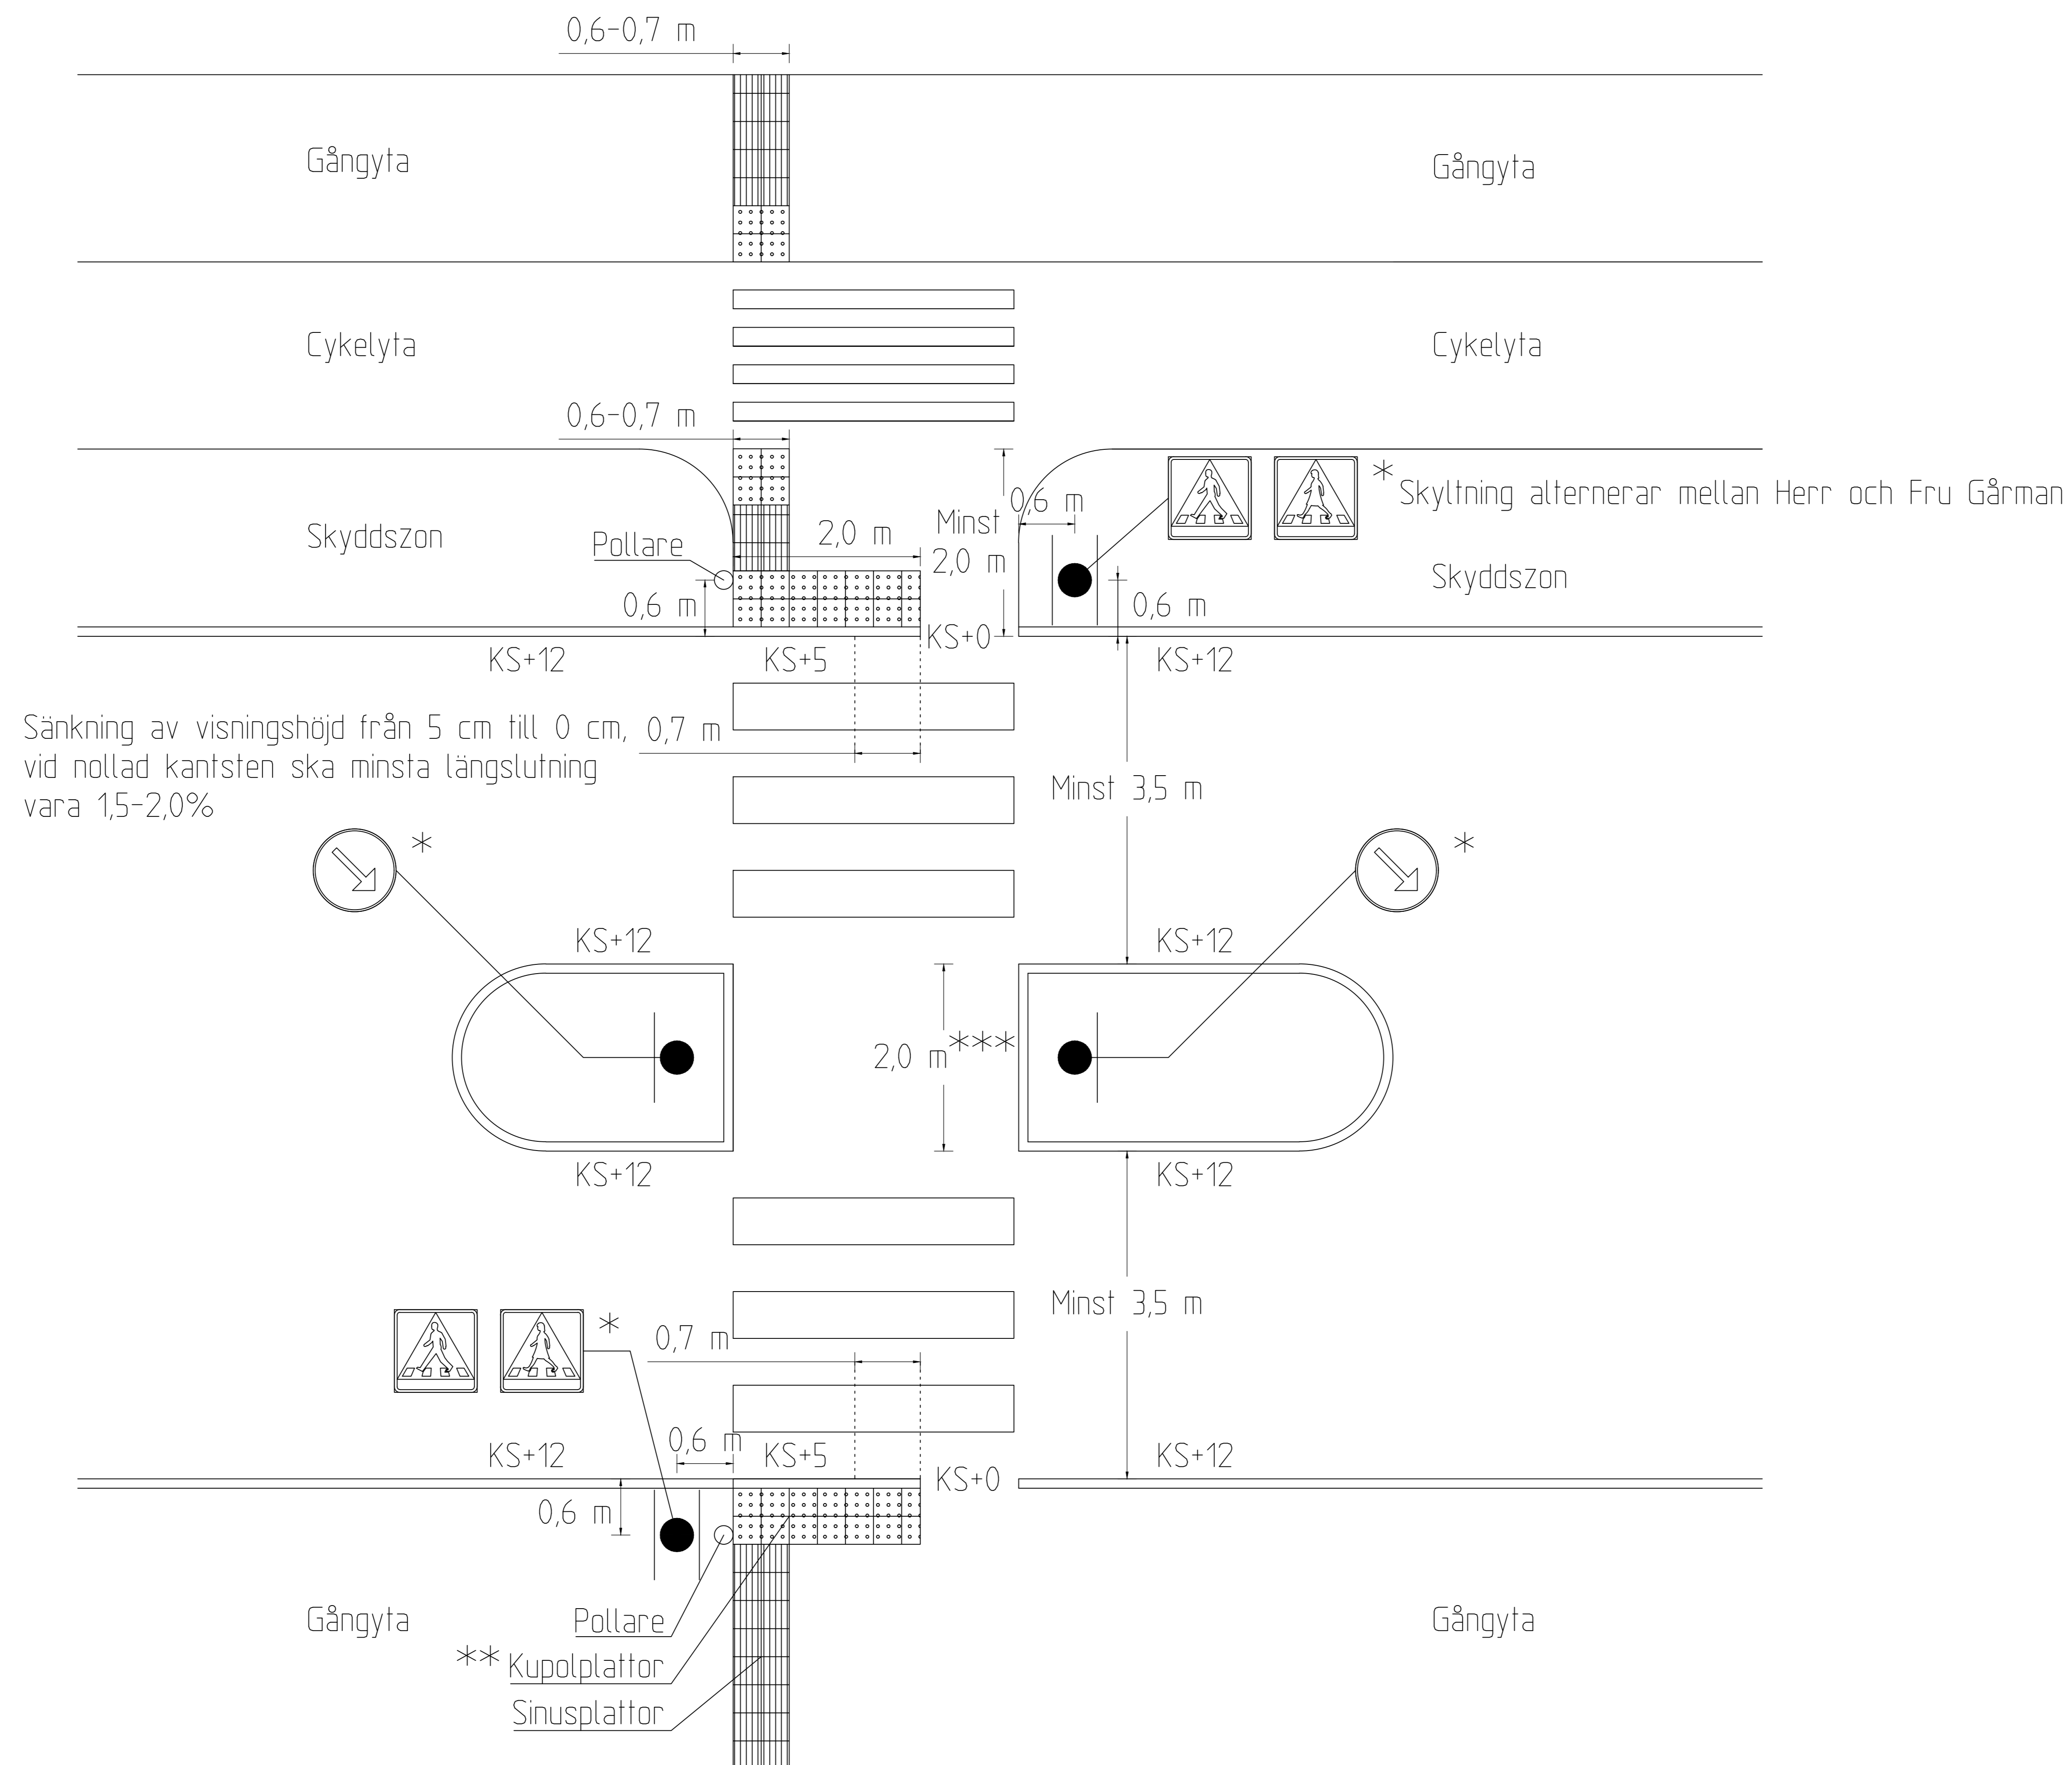 0,6-0,7 m
Gångyta
Gångyta
Cykelyta
Cykelyta
0,6-0,7 m
* Skyltning alternerar mellan Herr och Fru Gårman
0,6 m
Minst
2,0 m
2,0 m
Skyddszon
Pollare
Skyddszon
0,6 m
0,6 m
KS+0
KS+12
KS+5
KS+12
Sänkning av visningshöjd från 5 cm till 0 cm,
vid nollad kantsten ska minsta längslutning
vara 1,5-2,0%
0,7 m
Minst 3,5 m
*
*
KS+12
KS+12
2,0 m***
KS+12
KS+12
Minst 3,5 m
*
0,7 m
KS+12
0,6 m
KS+5
KS+12
KS+0
0,6 m
Gångyta
Pollare
Gångyta
** Kupolplattor
Sinusplattor